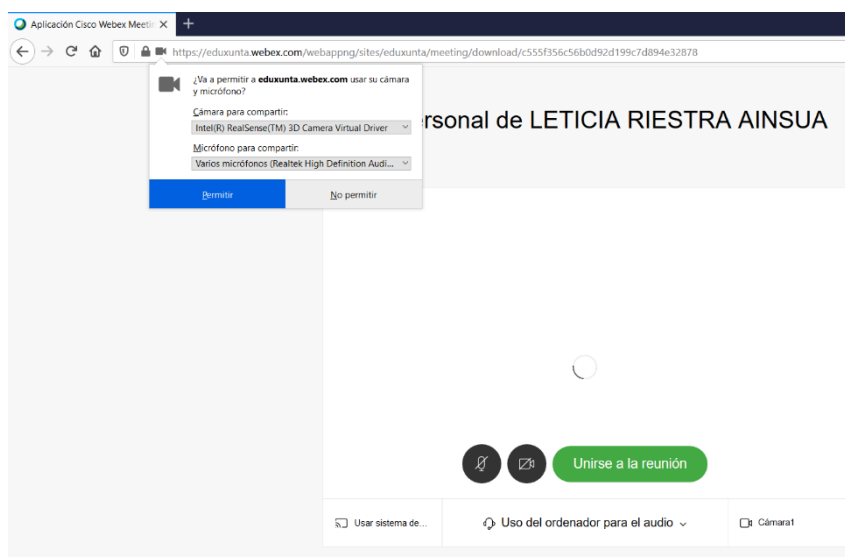 Aplicación Cisco Webex Meetin
https://eduxunta.webex.com/webappng/sites/eduxunta/meeting/download/c555f356c56b0d92d199c7d894e32878
¿Va a permitir a eduxunta.webex.com usar su cámara
y micrófono?
Cámara para compartir:
Intel(R) RealSense(TM) 3D Camera Virtual Driver
rsonal de LETICIA RIESTRA AINSUA
Micrófono para compartir:
Varios micrófonos (Realtek High Definition Audi...
Permitir
No permitir
Unirse a la reunión
Usar sistema de...
Uso del ordenador para el audio
Cámara1